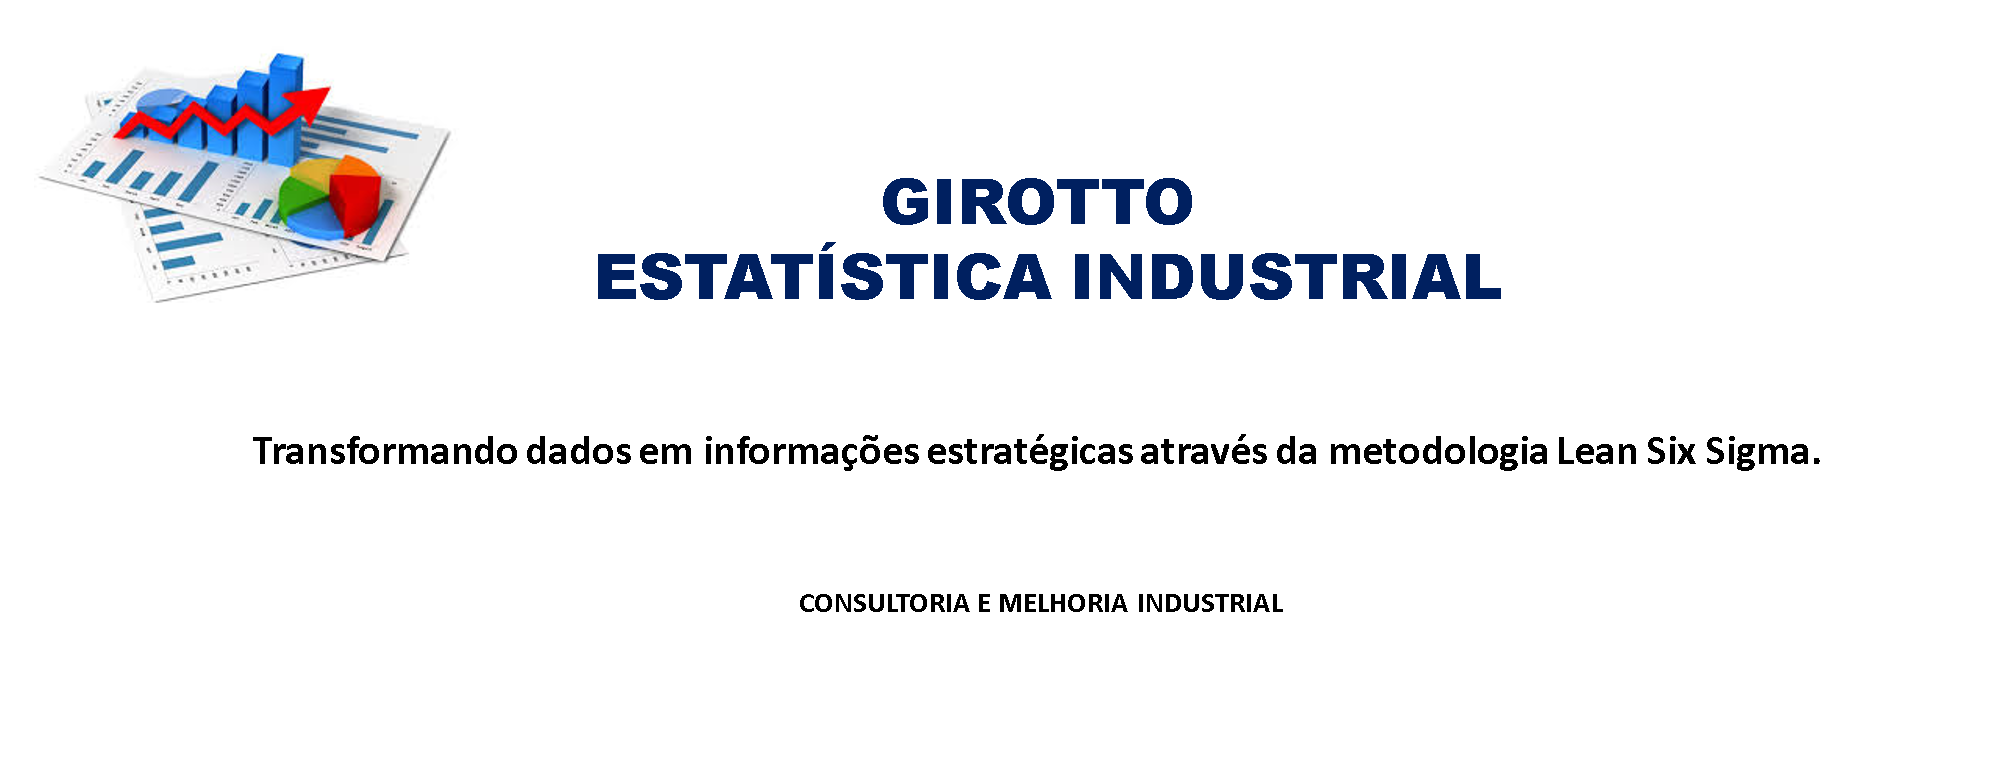 GIROTTO
ESTATÍSTICA INDUSTRIAL
Transformando dados em informações estratégicas através da metodologia Lean Six Sigma.
CONSULTORIA E MELHORIA INDUSTRIAL